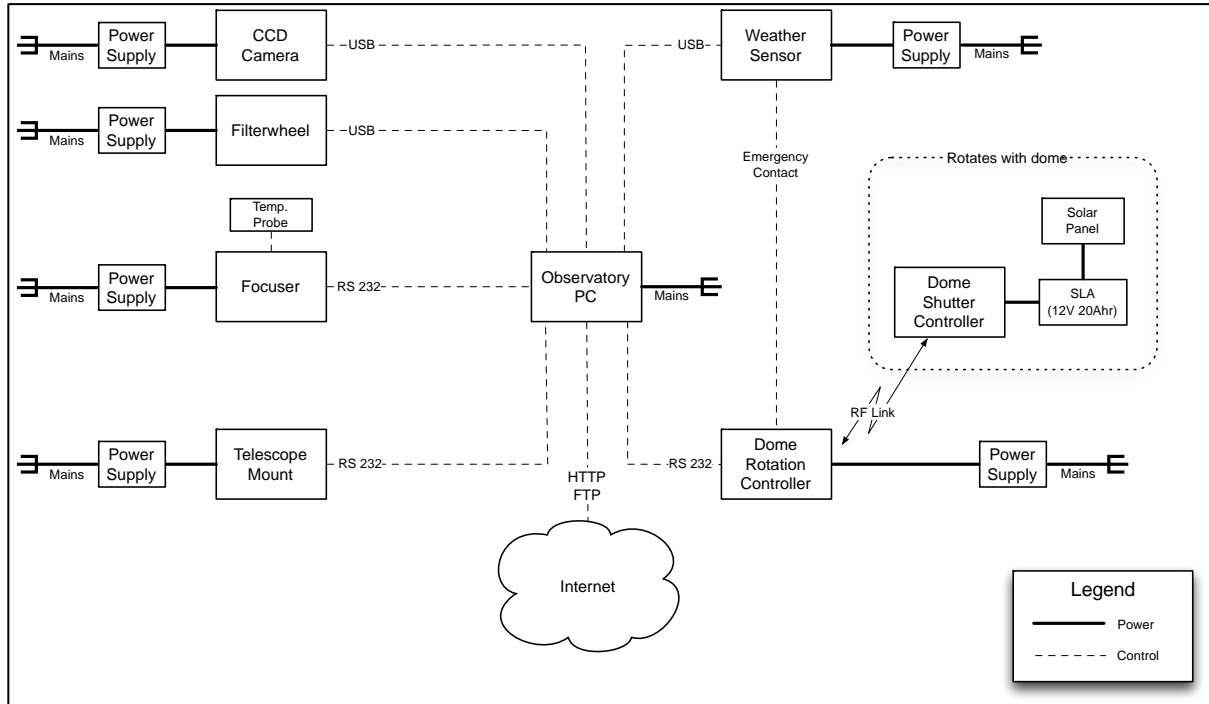 Mains
Power
Supply
CCD
Camera
USB
USB
Weather
Sensor
Power
Supply
Mains
Mains
Power
Supply
Filterwheel
USB
Emergency
Contact
Rotates with dome
Temp.
Probe
Solar
Panel
Mains
Power
Supply
Focuser
RS 232
Observatory
PC
Mains
Dome
Shutter
Controller
SLA
(12V 20Ahr)
RF Link
Mains
Power
Supply
Telescope
Mount
RS 232
RS 232
Dome
Rotation
Controller
Power
Supply
Mains
HTTP
FTP
Internet
Legend
Power
Control